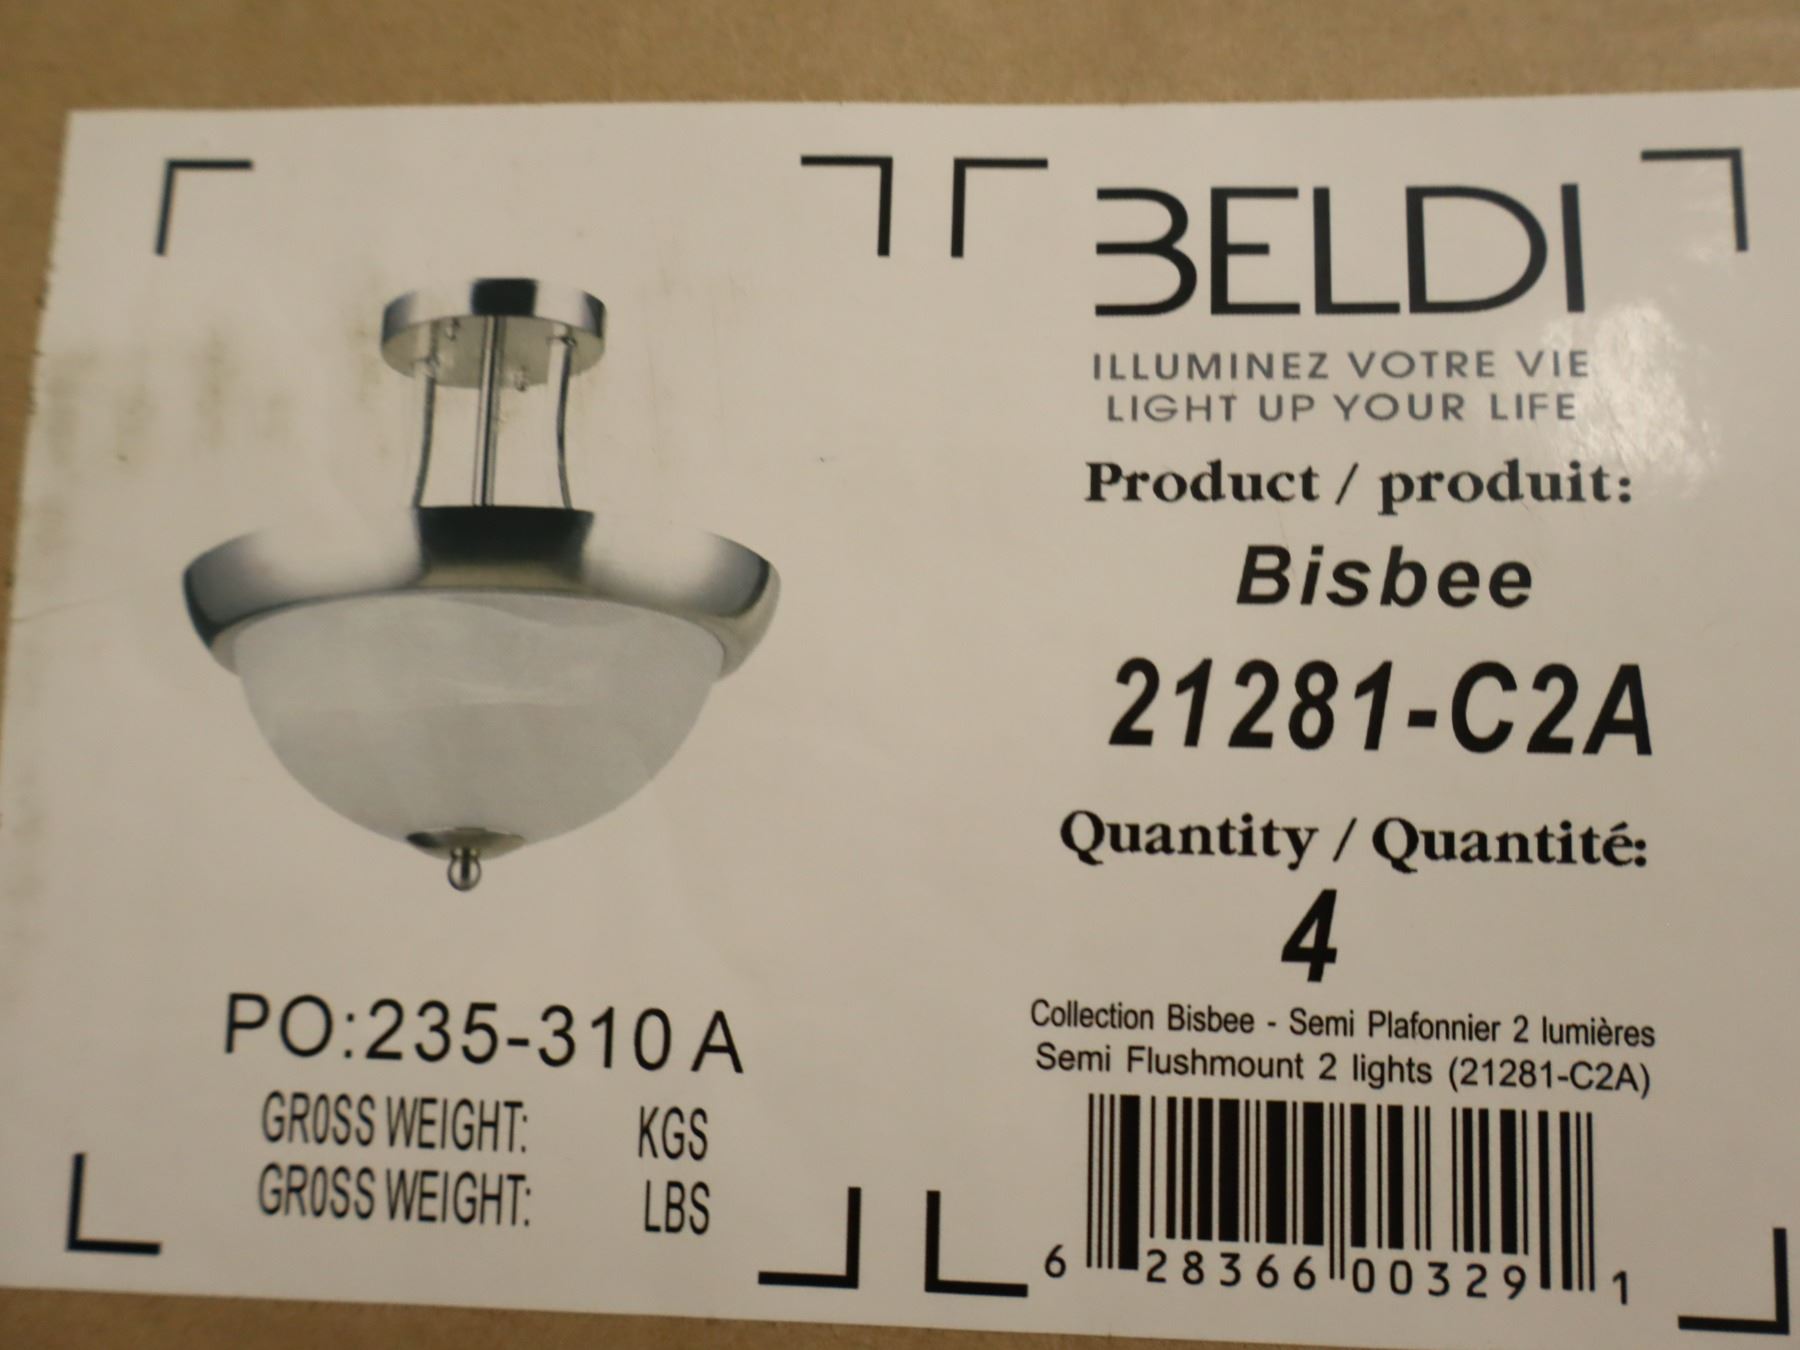 BELDI
ILLUMINEZ VOTRE VIE
LIGHT UP YOUR LIFE
Product / produit:
Bisbee
21281-C2A
Quantity / Quantité:
4
Collection Bisbee - Semi Plafonnier 2 lumières
Semi Flushmount 2 lights (21281-C2A)
6 28366 00329 1
PO:235-310 A
GROSS WEIGHT: KGS
GROSS WEIGHT: LBS